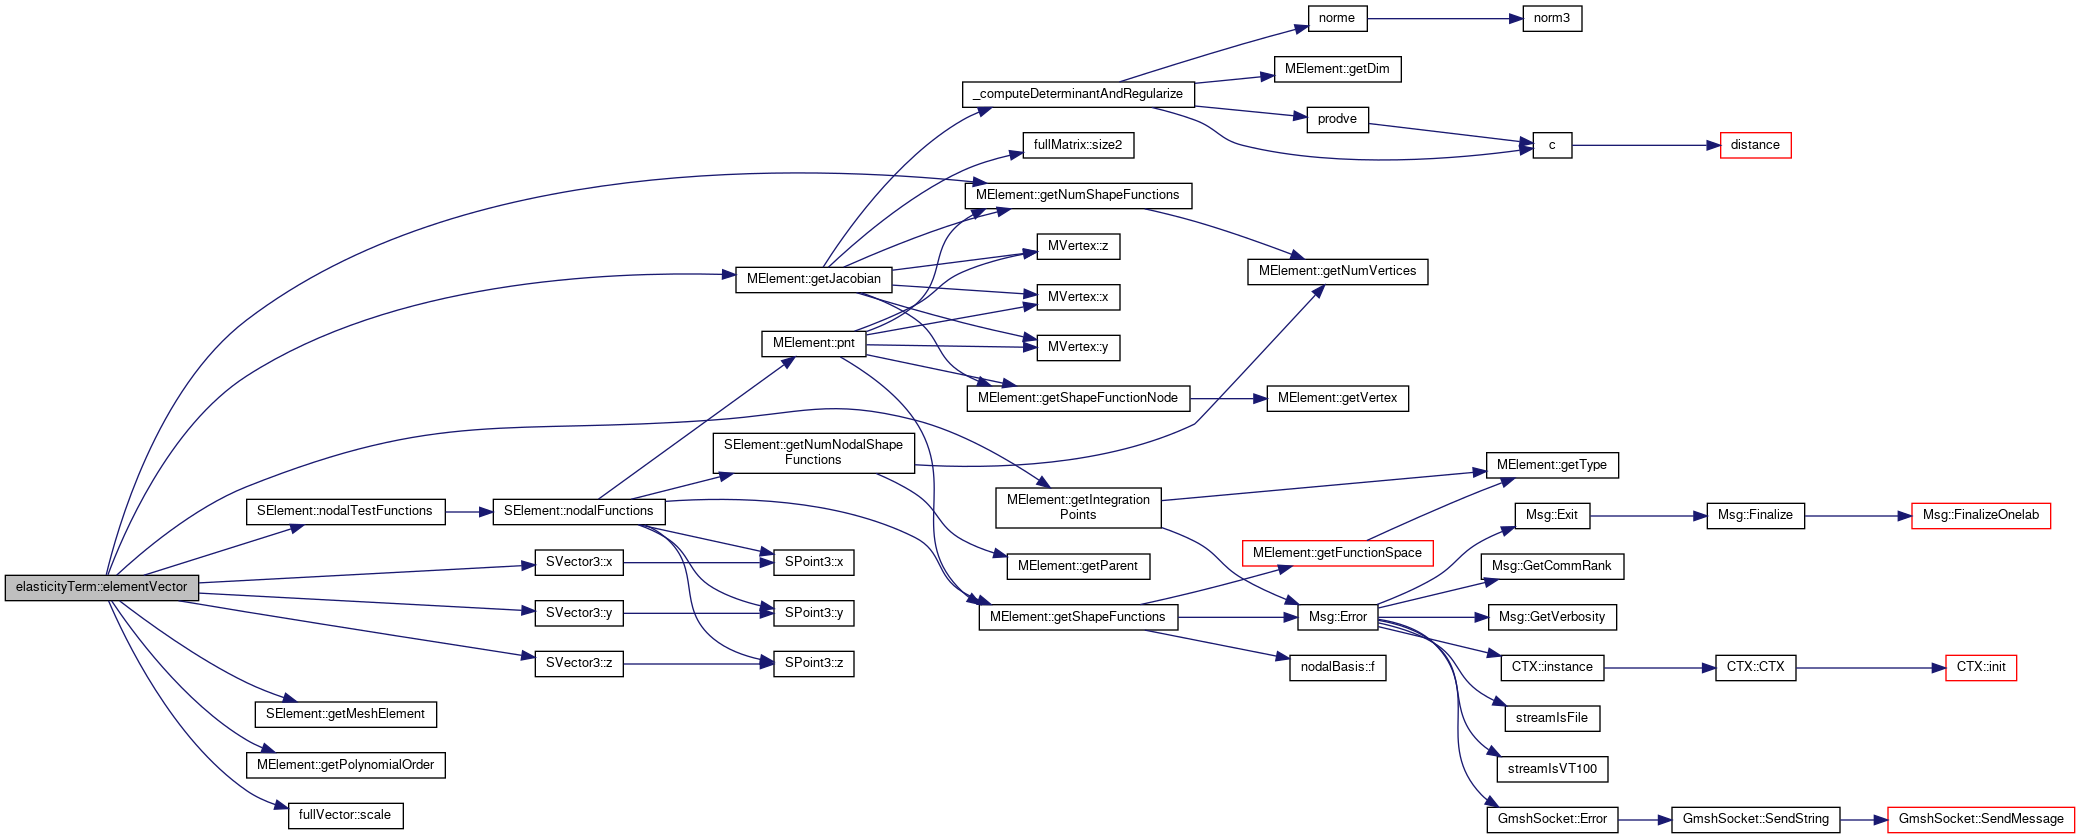 norme
norm3
MElement::getDim
_computeDeterminantAndRegularize
prodve
c
distance
fullMatrix::size2
MElement::getNumShapeFunctions
MVertex::z
MElement::getNumVertices
MElement::getJacobian
MVertex::x
MElement::pnt
MVertex::y
MElement::getShapeFunctionNode
MElement::getVertex
SElement::getNumNodalShape
Functions
MElement::getType
MElement::getIntegration
Points
SElement::nodalTestFunctions
SElement::nodalFunctions
Msg::Exit
Msg::Finalize
Msg::FinalizeOnelab
MElement::getFunctionSpace
SVector3::x
SPoint3::x
MElement::getParent
Msg::GetCommRank
elasticityTerm::elementVector
SVector3::y
SPoint3::y
MElement::getShapeFunctions
Msg::Error
Msg::GetVerbosity
SVector3::z
SPoint3::z
nodalBasis::f
CTX::instance
CTX::CTX
CTX::init
SElement::getMeshElement
streamIsFile
MElement::getPolynomialOrder
streamIsVT100
fullVector::scale
GmshSocket::Error
GmshSocket::SendString
GmshSocket::SendMessage